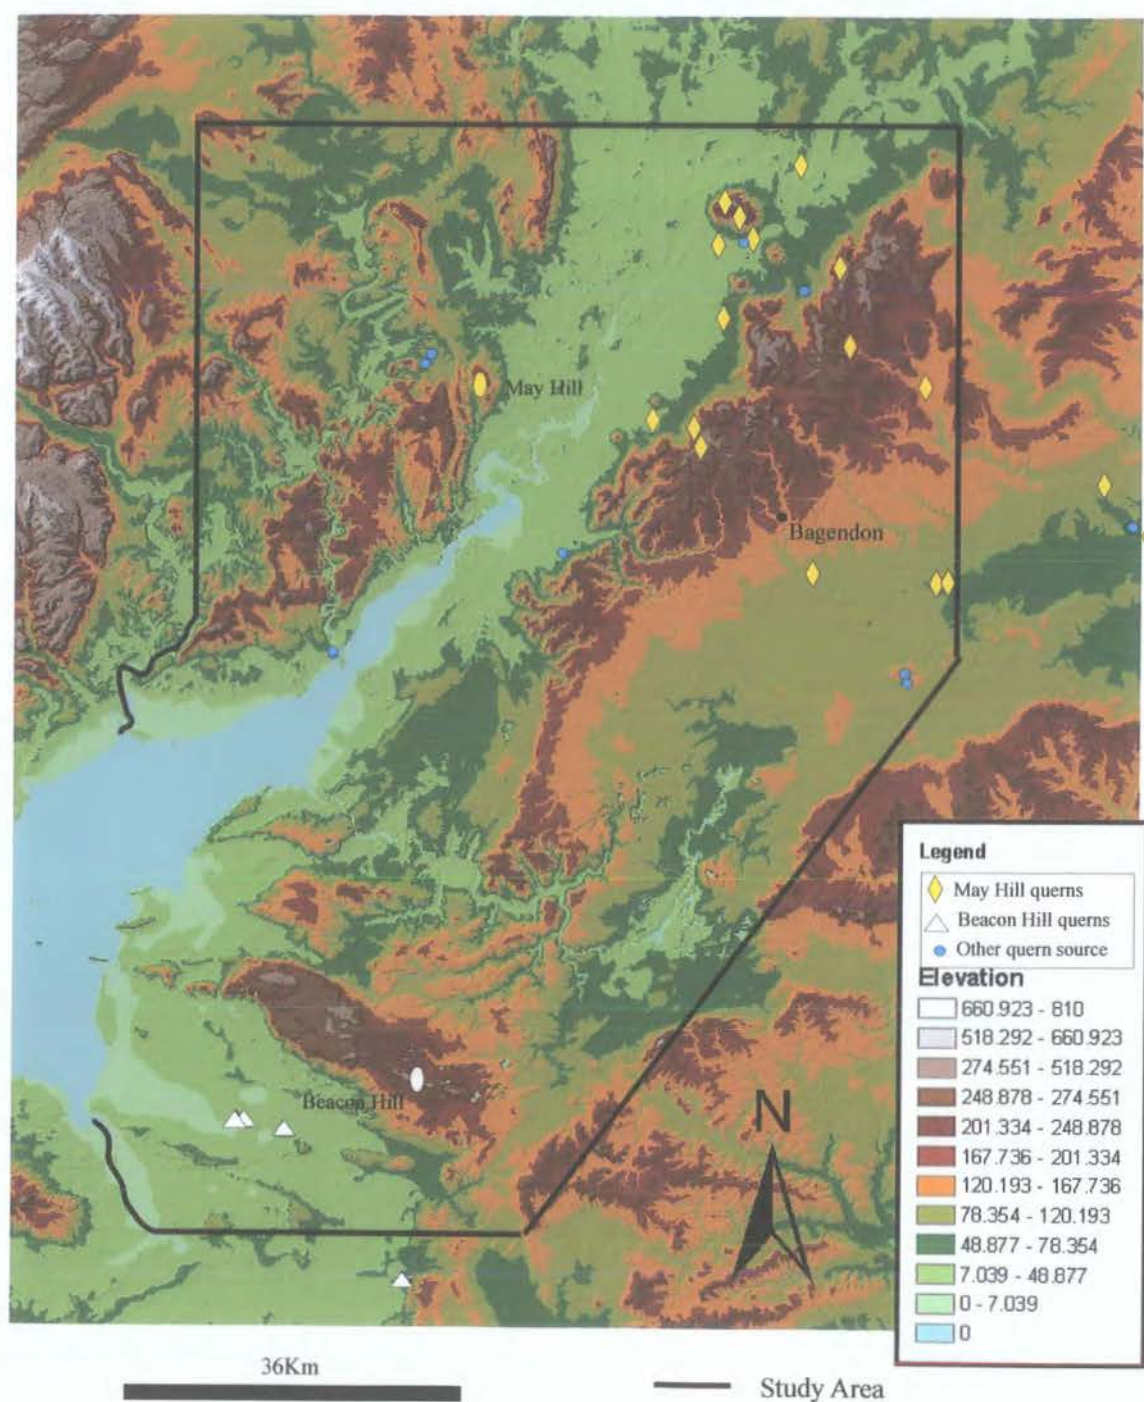 May Hill
Bagendon
Beacon Hill
N
Legend
May Hill querns
Beacon Hill querns
Other quern source
Elevation
660.923 - 810
518.292 - 660.923
274.551 - 518.292
248.878 - 274.551
201.334 - 248.878
167.736 - 201.334
120.193 - 167.736
78.354 - 120.193
48.877 - 78.354
7.039 - 48.877
0 - 7.039
0
36Km
Study Area